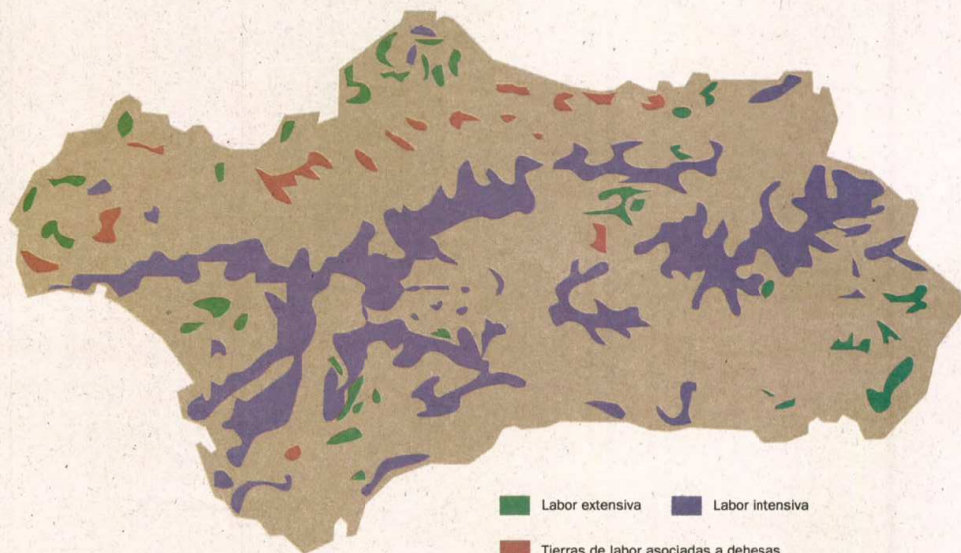 Labor extensiva Labor intensiva
Tierras de labor asociadas a dehesas